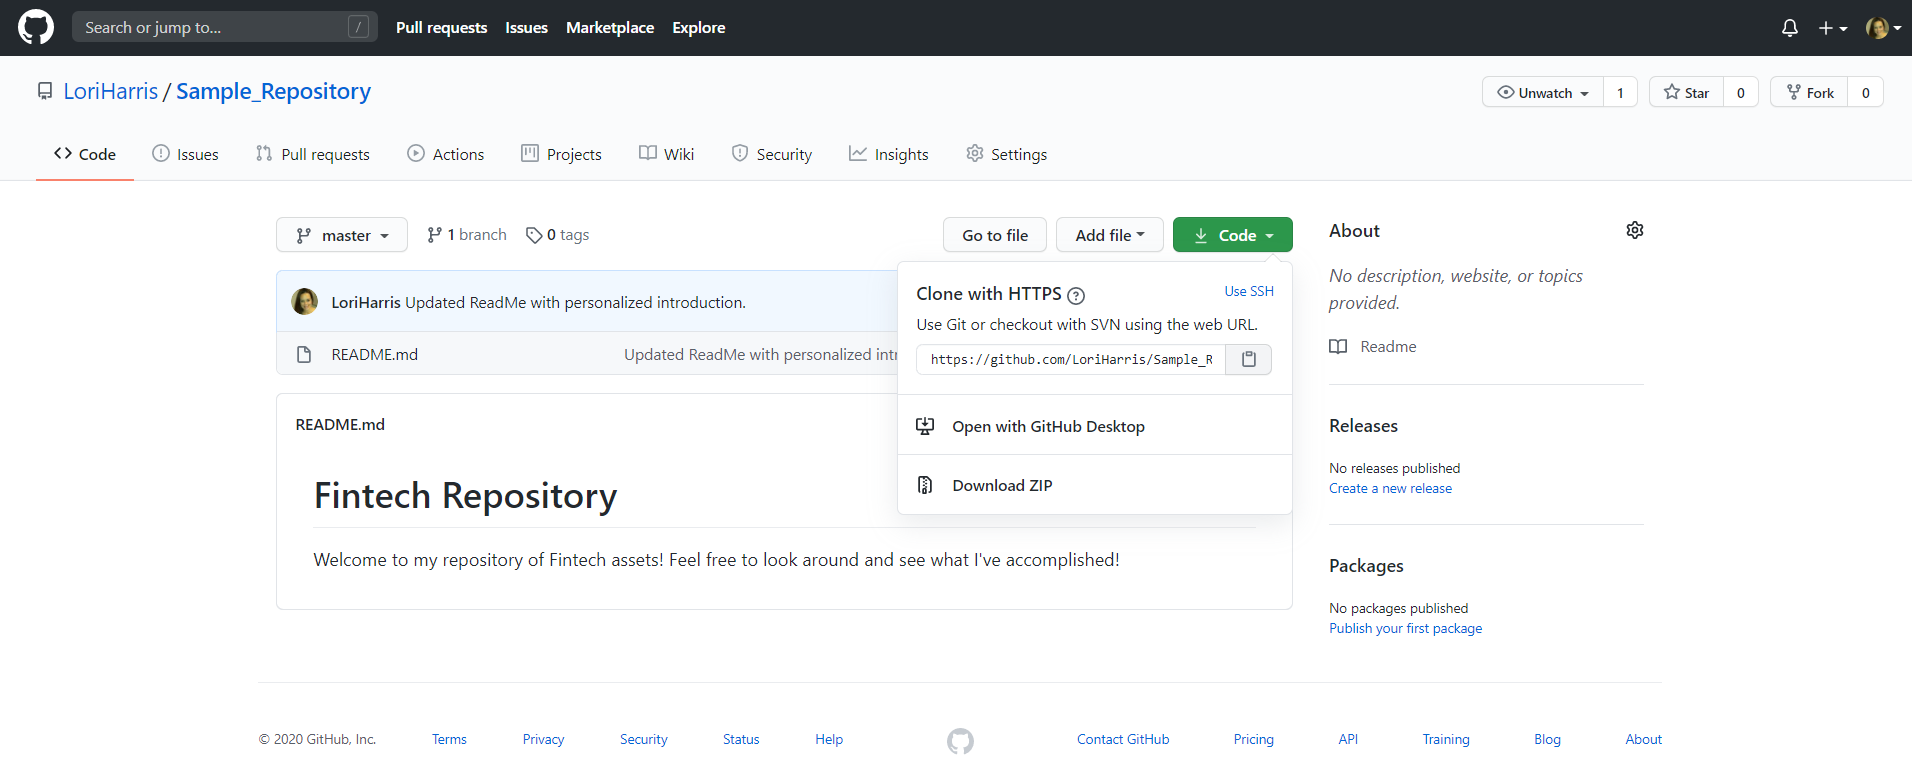 Search or jump to... /
Pull requests Issues Marketplace Explore
LoriHarris / Sample_Repository
Unwatch 1 Star 0 Fork 0
Code Issues Pull requests Actions Projects Wiki Security Insights Settings
master 1 branch 0 tags
Go to file Add file Code
LoriHarris Updated ReadMe with personalized introduction.
README.md Updated ReadMe with personalized intr
Clone with HTTPS ? Use SSH
Use Git or checkout with SVN using the web URL.
https://github.com/LoriHarris/Sample_R
Open with GitHub Desktop
Download ZIP
README.md
Fintech Repository
Welcome to my repository of Fintech assets! Feel free to look around and see what I've accomplished!
About
No description, website, or topics
provided.
Readme
Releases
No releases published
Create a new release
Packages
No packages published
Publish your first package
© 2020 GitHub, Inc. Terms Privacy Security Status Help Contact GitHub Pricing API Training Blog About